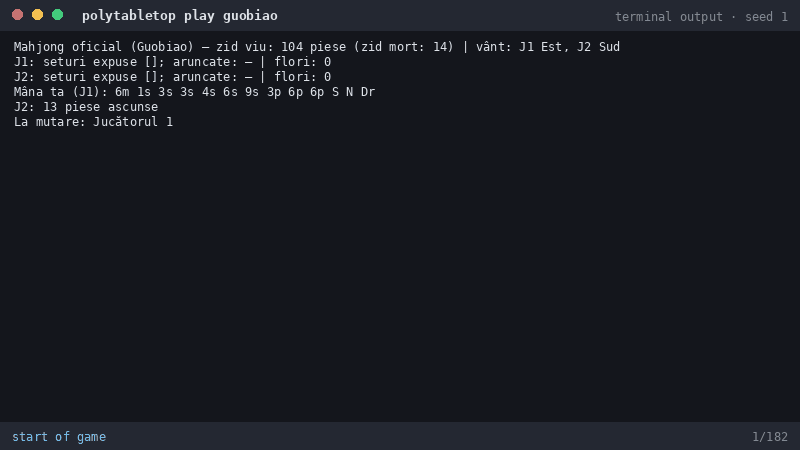 polytabletop play guobiao
terminal output · seed 1
Mahjong oficial (Guobiao) — zid viu: 104 piese (zid mort: 14) | vânt: J1 Est, J2 Sud
J1: seturi expuse []; aruncate: — | flori: 0
J2: seturi expuse []; aruncate: — | flori: 0
Mâna ta (J1): 6m 1s 3s 3s 4s 6s 9s 3p 6p 6p S N Dr
J2: 13 piese ascunse
La mutare: Jucătorul 1
start of game
1/182